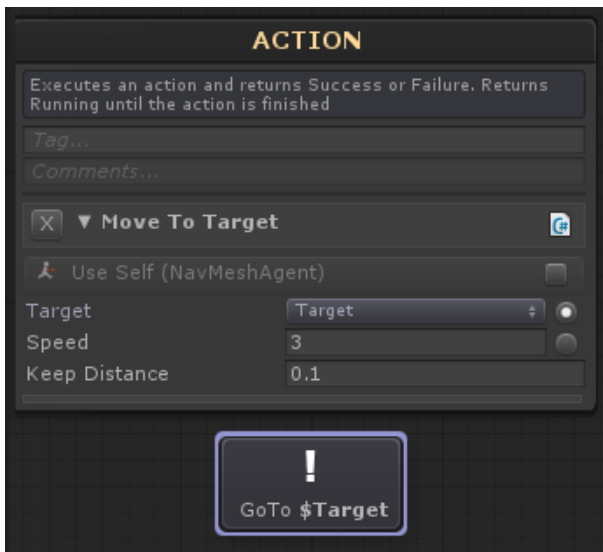 ACTION
Executes an action and returns Success or Failure. Returns
Running until the action is finished
Tag...
Comments...
X ▼ Move To Target C#
Use Self (NavMeshAgent)
Target Target
Speed 3
Keep Distance 0.1
!
GoTo $Target